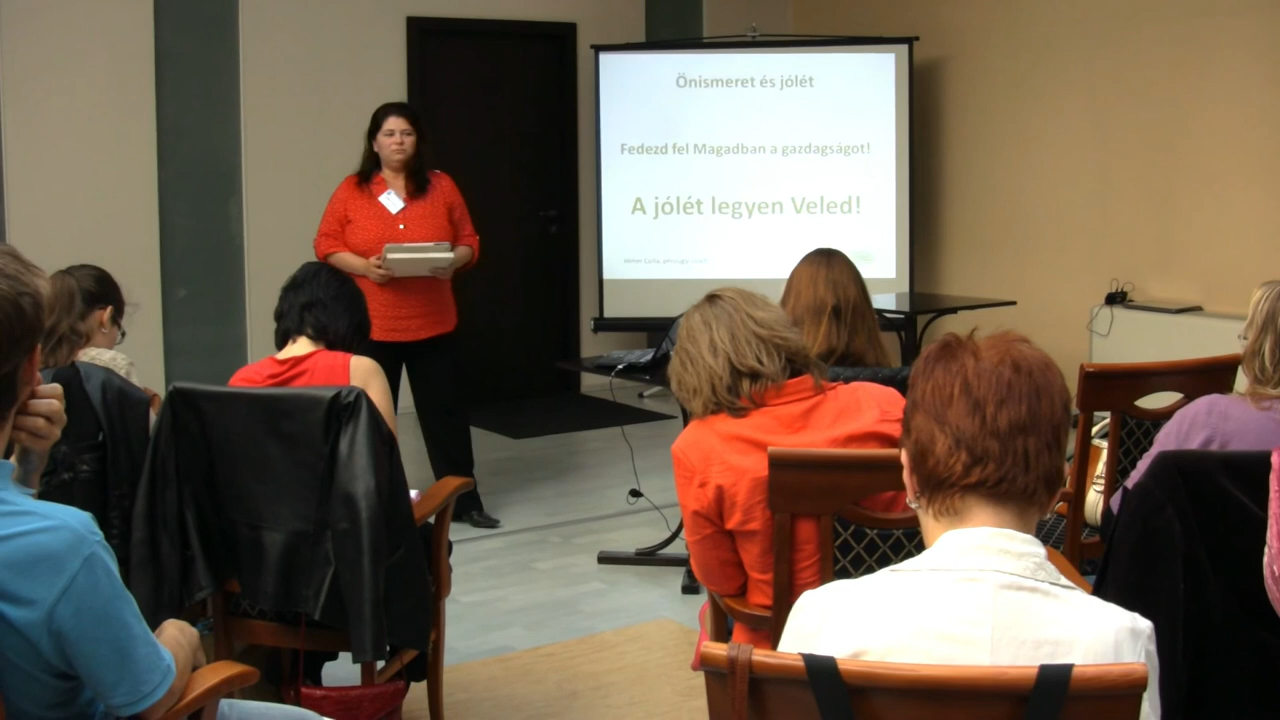 Önismeret és jólét
Fedezd fel Magadban a gazdagságot!
A jólét legyen Veled!